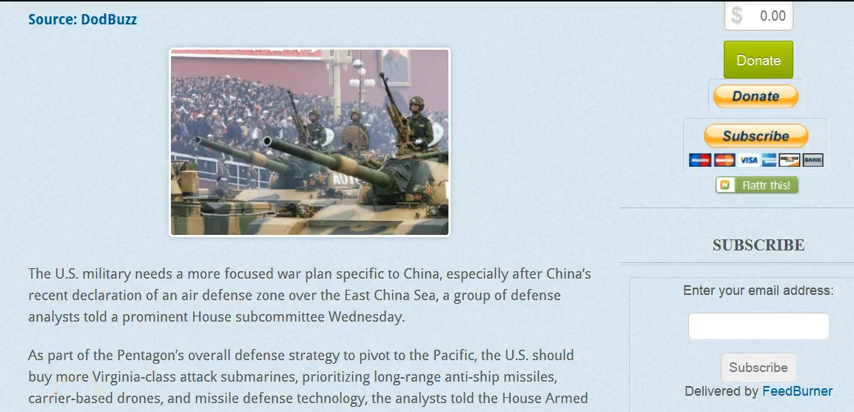 Source: DodBuzz
The U.S. military needs a more focused war plan specific to China, especially after China's
recent declaration of an air defense zone over the East China Sea, a group of defense
analysts told a prominent House subcommittee Wednesday.
As part of the Pentagon's overall defense strategy to pivot to the Pacific, the U.S. should
buy more Virginia-class attack submarines, prioritizing long-range anti-ship missiles,
carrier-based drones, and missile defense technology, the analysts told the House Armed
$ 0.00
Donate
Donate
Subscribe
VISA
BANK
Flattr this!
SUBSCRIBE
Enter your email address:
Subscribe
Delivered by FeedBurner